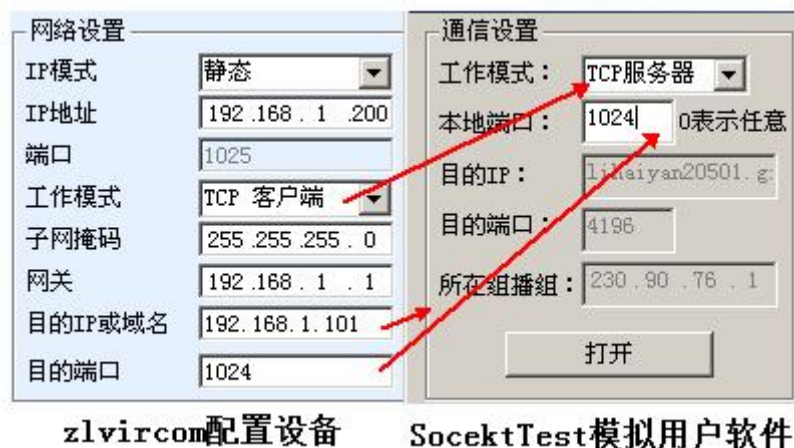 网络设置
IP模式 静态
IP地址 192 .168 . 1 .200
端口 1025
工作模式 TCP 客户端
子网掩码 255 .255 .255 . 0
网关 192 .168 . 1 . 1
目的IP或域名 192.168.1.101
目的端口 1024
zlvircom配置设备
通信设置
工作模式: TCP服务器
本地端口: 1024 0表示任意
目的IP: lihaiyan20501.g
目的端口: 4196
所在组播组: 230 .90 .76 . 1
打开
SocektTest模拟用户软件